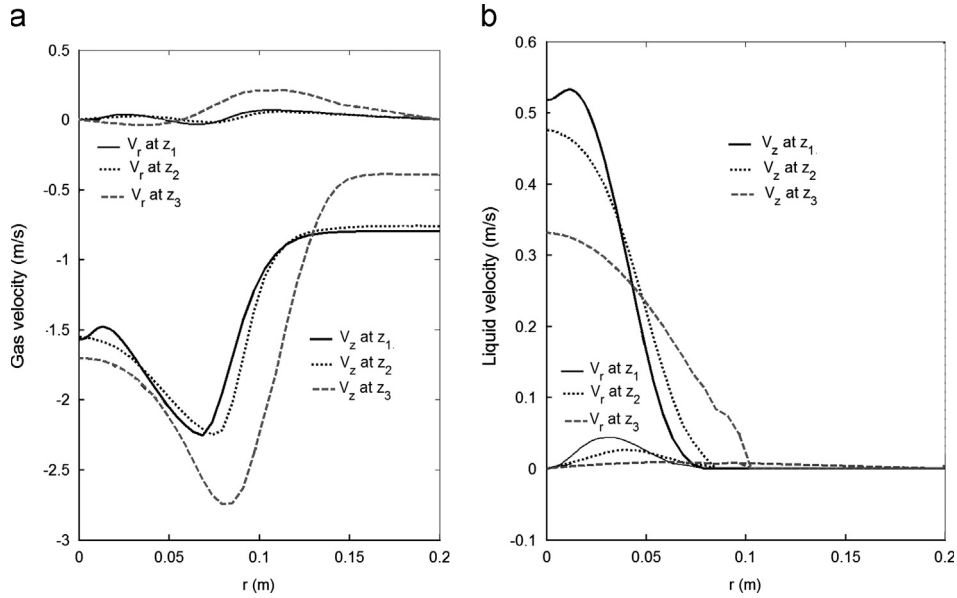 a
Gas velocity (m/s)
0.5
0
-0.5
-1
-1.5
-2
-2.5
-3
V_r at z_1
V_r at z_2
V_r at z_3
V_z at z_1.
V_z at z_2
V_z at z_3
0
0.05
0.1
0.15
0.2
r (m)
b
Liquid velocity (m/s)
0.6
0.5
0.4
0.3
0.2
0.1
0
-0.1
V_z at z_1.
V_z at z_2
V_z at z_3
V_r at z_1
V_r at z_2
V_r at z_3
0
0.05
0.1
0.15
0.2
r (m)